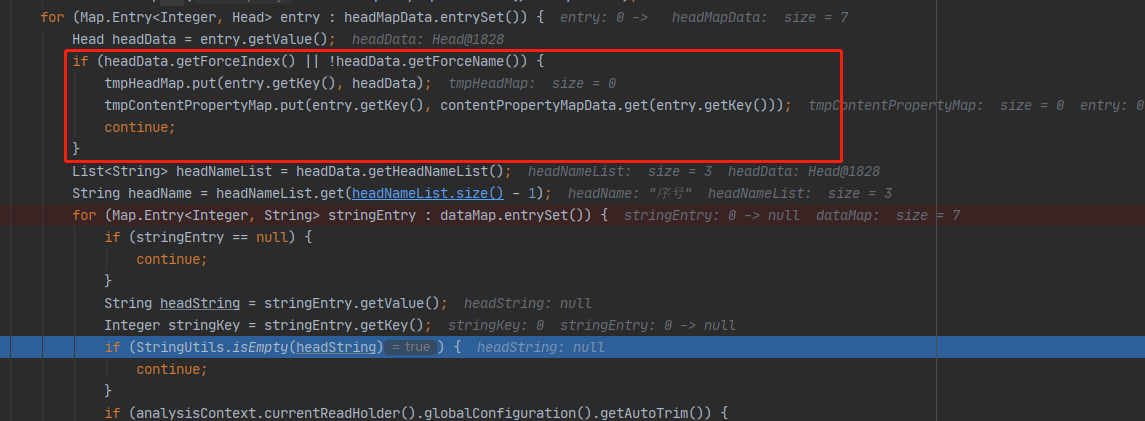 for (Map.Entry<Integer, Head> entry : headMapData.entrySet()) { entry: 0 -> headMapData: size = 7
Head headData = entry.getValue(); headData: Head@1828
if (headData.getForceIndex() || !headData.getForceName()) {
tmpHeadMap.put(entry.getKey(), headData); tmpHeadMap: size = 0
tmpContentPropertyMap.put(entry.getKey(), contentPropertyMapData.get(entry.getKey())); tmpContentPropertyMap: size = 0 entry: 0
continue;
}
List<String> headNameList = headData.getHeadNameList(); headNameList: size = 3 headData: Head@1828
String headName = headNameList.get(headNameList.size() - 1); headName: "序号" headNameList: size = 3
for (Map.Entry<Integer, String> stringEntry : dataMap.entrySet()) { stringEntry: 0 -> null dataMap: size = 7
if (stringEntry == null) {
continue;
}
String headString = stringEntry.getValue(); headString: null
Integer stringKey = stringEntry.getKey(); stringKey: 0 stringEntry: 0 -> null
if (StringUtils.isEmpty(headString) = true ) { headString: null
continue;
}
if (analysisContext.currentReadHolder().globalConfiguration().getAutoTrim()) {